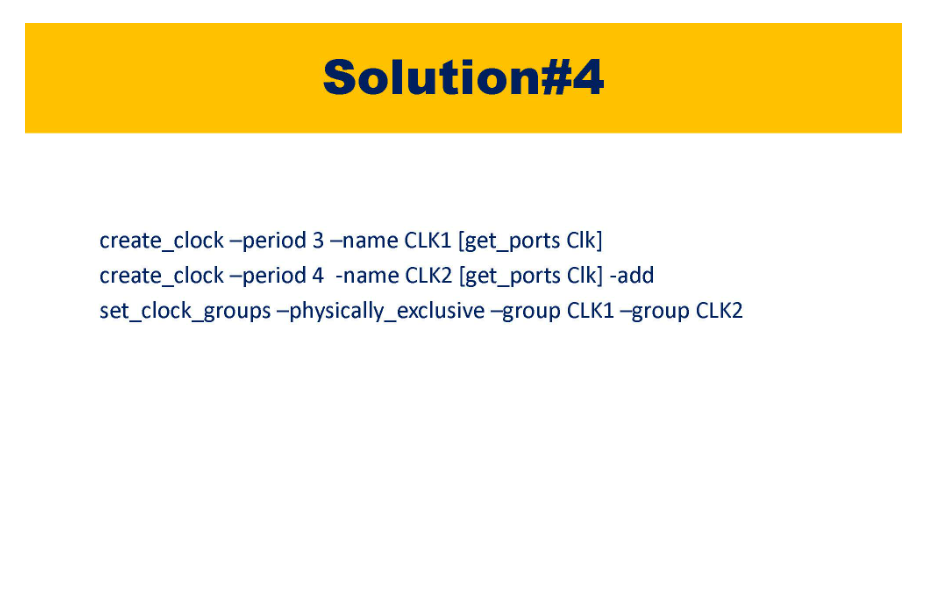 Solution#4
create_clock –period 3 –name CLK1 [get_ports Clk]
create_clock –period 4  -name CLK2 [get_ports Clk] -add
set_clock_groups –physically_exclusive –group CLK1 –group CLK2